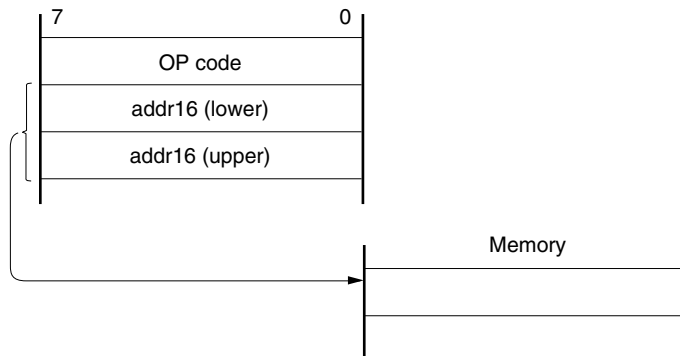 7 0
OP code
addr16 (lower)
addr16 (upper)
Memory